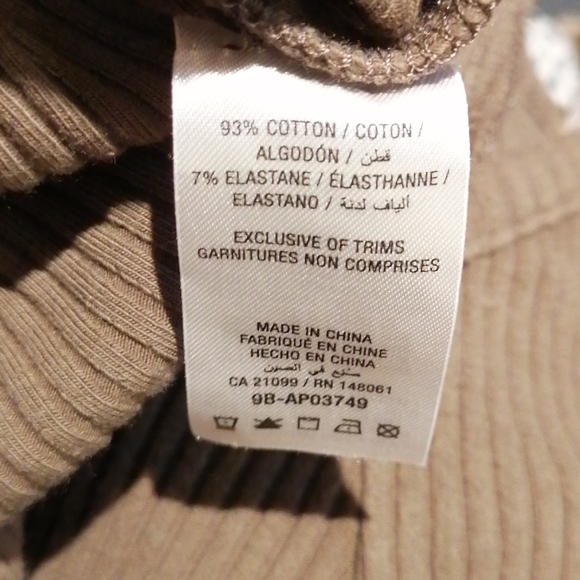 93% COTTON / COTON /
ALGODÓN / قطن
7% ELASTANE / ÉLASTHANNE /
ELASTANO / ألياف لدنة
EXCLUSIVE OF TRIMS
GARNITURES NON COMPRISES
MADE IN CHINA
FABRIQUÉ EN CHINE
HECHO EN CHINA
صنع في الصين
CA 21099 / RN 148061
9B-AP03749